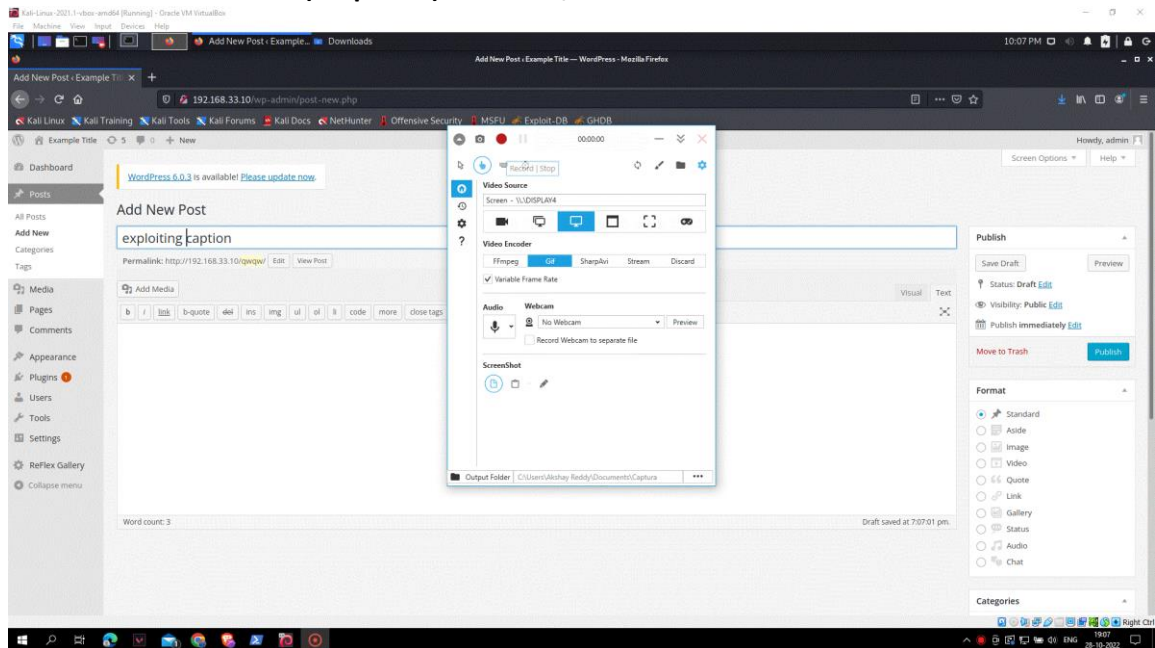 Kali-Linux-2021.1-vbox-amd64 [Running] - Oracle VM VirtualBox
File Machine View Input Devices Help
Add New Post ‹ Example... Downloads 10:07 PM
Add New Post ‹ Example Title — WordPress - Mozilla Firefox
Add New Post ‹ Example Tit
192.168.33.10/wp-admin/post-new.php
Kali Linux Kali Training Kali Tools Kali Forums Kali Docs NetHunter Offensive Security MSFU Exploit-DB GHDB
Example Title 5 0 New Howdy, admin
Screen Options Help
Dashboard
WordPress 6.0.3 is available! Please update now.
Posts
All Posts
Add New
Categories
Tags
Media
Pages
Comments
Appearance
Plugins 1
Users
Tools
Settings
ReFlex Gallery
Collapse menu
Add New Post
exploiting caption
Permalink: http://192.168.33.10/qwqw/ Edit View Post
Add Media
Visual Text
b i link b-quote del ins img ul ol li code more close tags
Word count: 3
Draft saved at 7:07:01 pm.
00:00:00
Record | Stop
Video Source
Screen - \\.\DISPLAY4
Video Encoder
FFmpeg Gif SharpAvi Stream Discard
Variable Frame Rate
Audio Webcam
No Webcam Preview
Record Webcam to separate file
ScreenShot
Output Folder C:\Users\Akshay Reddy\Documents\Captura ...
Publish
Save Draft Preview
Status: Draft Edit
Visibility: Public Edit
Publish immediately Edit
Move to Trash Publish
Format
Standard
Aside
Image
Video
Quote
Link
Gallery
Status
Audio
Chat
Categories
Right Ctrl
ENG 19:07
28-10-2022